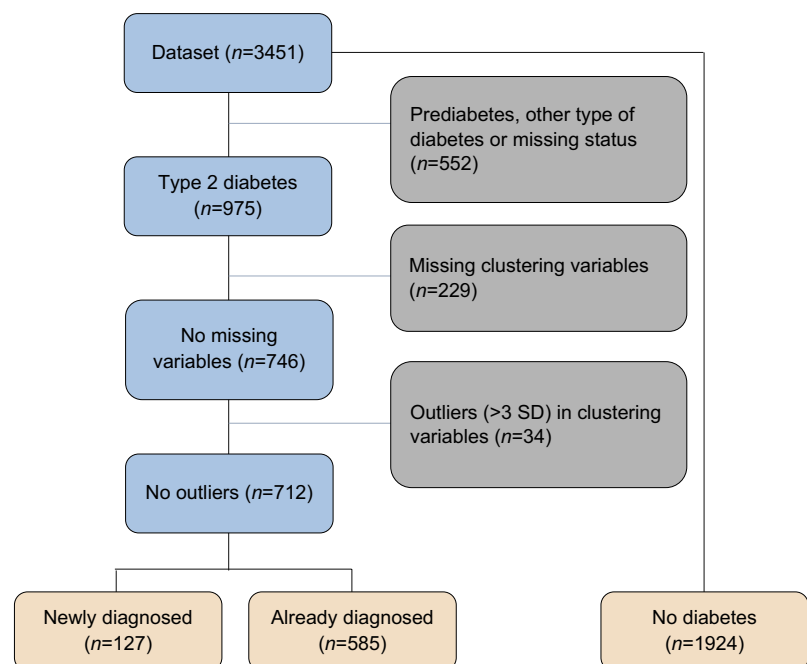 Dataset (n=3451)
Prediabetes, other type of
diabetes or missing status
(n=552)
Type 2 diabetes
(n=975)
Missing clustering variables
(n=229)
No missing
variables (n=746)
Outliers (>3 SD) in clustering
variables (n=34)
No outliers (n=712)
Newly diagnosed
(n=127)
Already diagnosed
(n=585)
No diabetes
(n=1924)